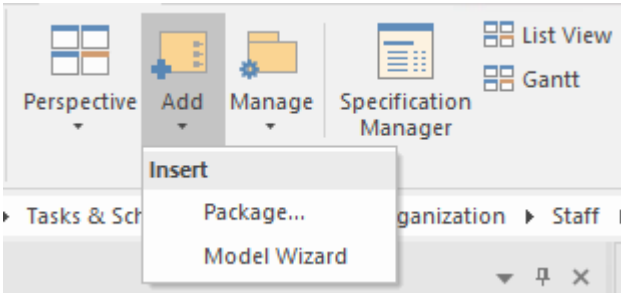 List View
Gantt
Perspective Add Manage Specification
Manager
Insert
Package...
Model Wizard
Tasks & Sch ganization Staff